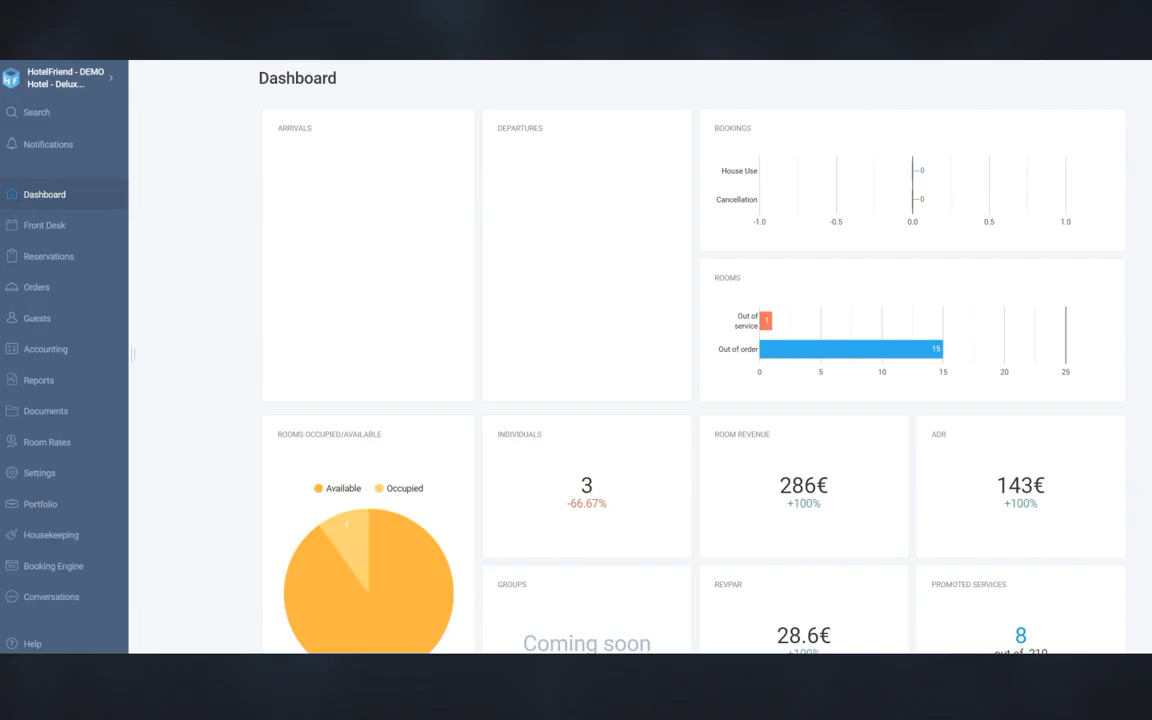 HotelFriend - DEMO
Hotel - Delux...
Search
Notifications
Dashboard
Front Desk
Reservations
Orders
Guests
Accounting
Reports
Documents
Room Rates
Settings
Portfolio
Housekeeping
Booking Engine
Conversations
Help
Dashboard
ARRIVALS
DEPARTURES
BOOKINGS
House Use
0
Cancellation
0
-1.0 -0.5 0.0 0.5 1.0
ROOMS
Out of
service
1
Out of order
15
0 5 10 15 20 25
ROOMS OCCUPIED/AVAILABLE
Available Occupied
INDIVIDUALS
3
-66.67%
ROOM REVENUE
286€
+100%
ADR
143€
+100%
GROUPS
Coming soon
REVPAR
28.6€
+100%
PROMOTED SERVICES
8
out of 219